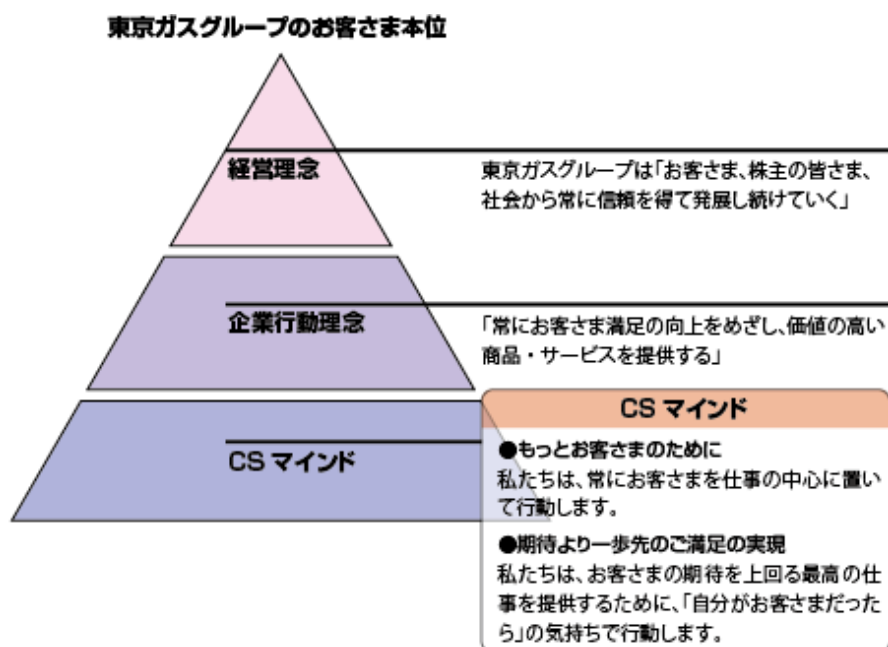 東京ガスグループのお客さま本位
経営理念
東京ガスグループは「お客さま、株主の皆さま、
社会から常に信頼を得て発展し続けていく」
企業行動理念
「常にお客さま満足の向上をめざし、価値の高い
商品・サービスを提供する」
CS マインド
CS マインド
●もっとお客さまのために
私たちは、常にお客さまを仕事の中心に置い
て行動します。
●期待より一歩先のご満足の実現
私たちは、お客さまの期待を上回る最高の仕
事を提供するために、「自分がお客さまだった
ら」の気持ちで行動します。